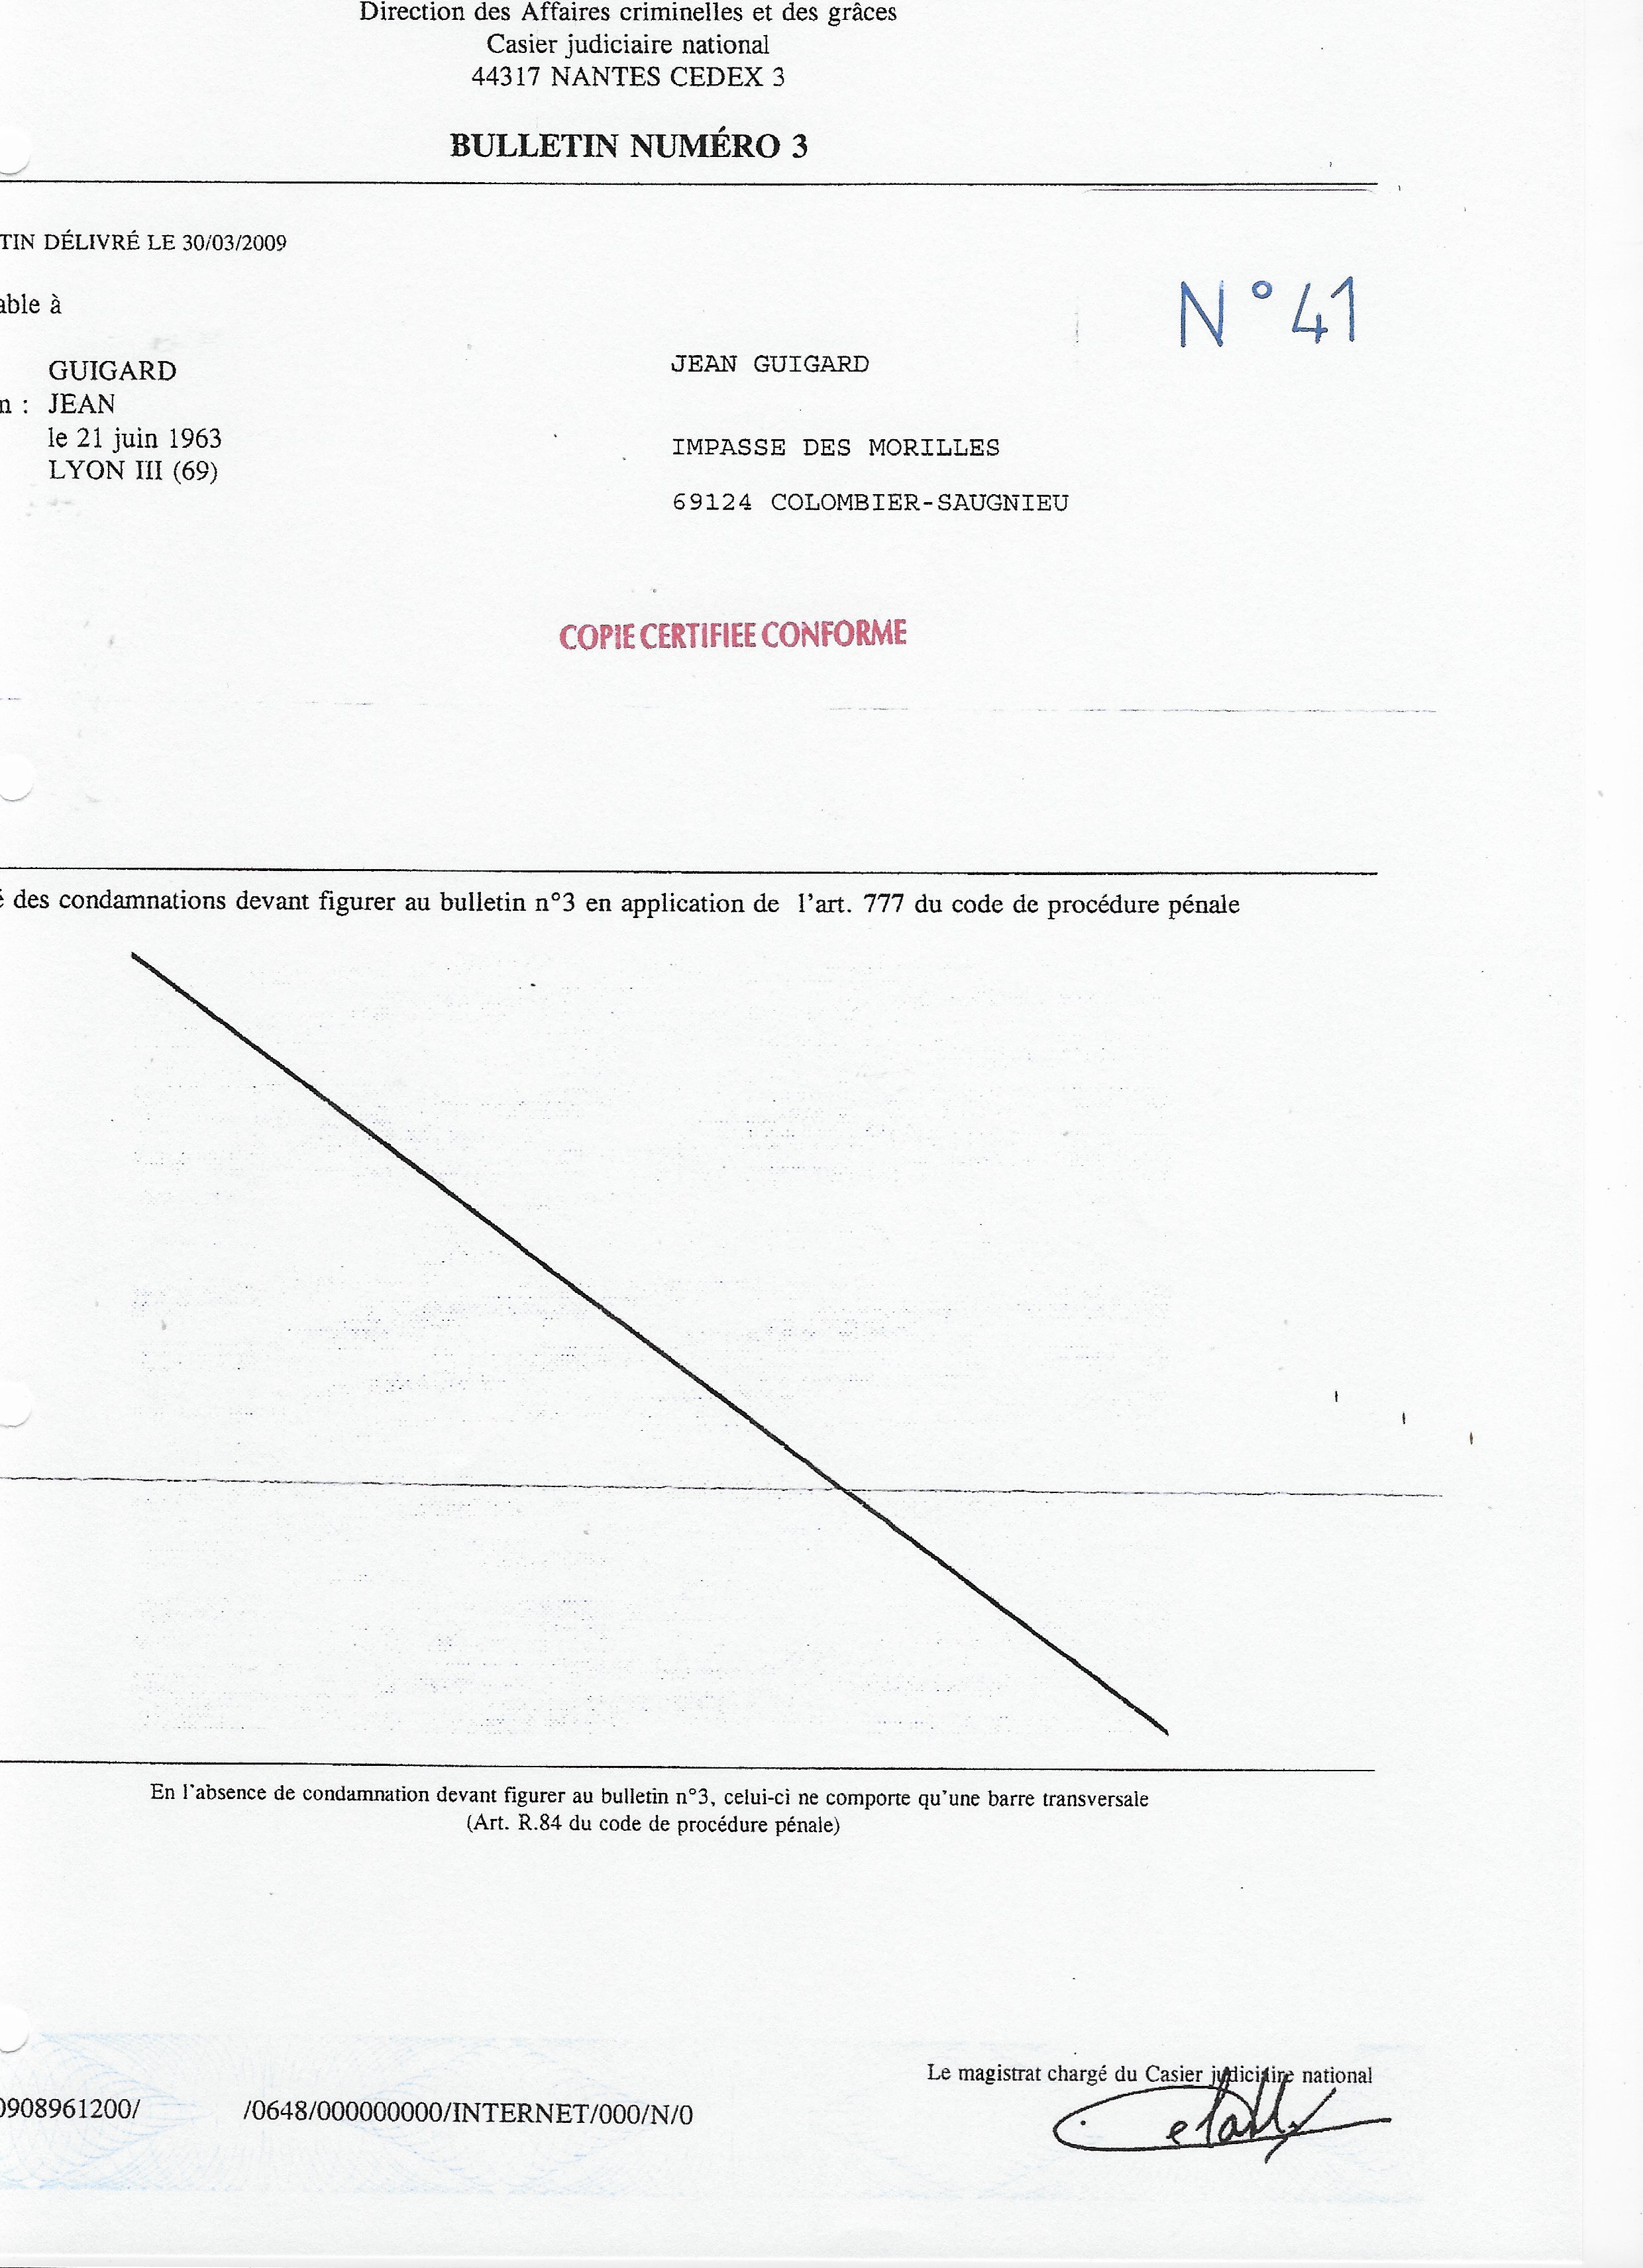 Direction des Affaires criminelles et des grâces
Casier judiciaire national
44317 NANTES CEDEX 3
BULLETIN NUMÉRO 3
TIN DÉLIVRÉ LE 30/03/2009
able à
N°41
GUIGARD
n : JEAN
le 21 juin 1963
LYON III (69)
JEAN GUIGARD
IMPASSE DES MORILLES
69124 COLOMBIER-SAUGNIEU
COPIE CERTIFIEE CONFORME
é des condamnations devant figurer au bulletin n°3 en application de l'art. 777 du code de procédure pénale
En l'absence de condamnation devant figurer au bulletin n°3, celui-ci ne comporte qu'une barre transversale
(Art. R.84 du code de procédure pénale)
Le magistrat chargé du Casier judiciaire national
0908961200/ /0648/000000000/INTERNET/000/N/0